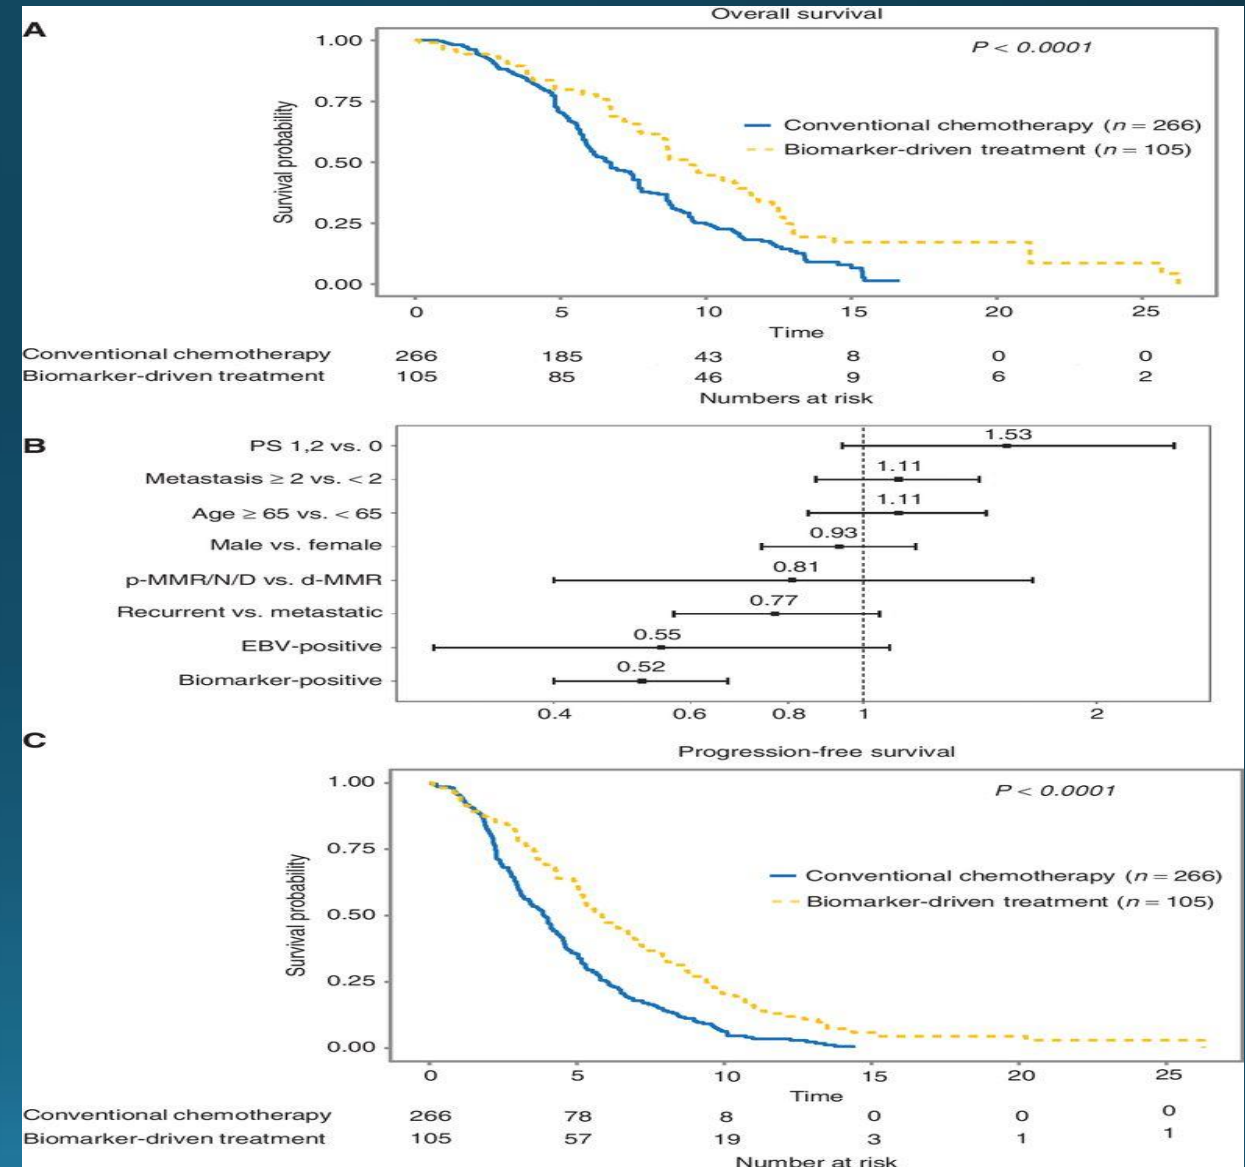 A
Overall survival
P < 0.0001
1.00
0.75
0.50
0.25
0.00
Survival probability
Conventional chemotherapy (n = 266)
Biomarker-driven treatment (n = 105)
0 5 10 15 20 25
Time
Conventional chemotherapy 266 185 43 8 0 0
Biomarker-driven treatment 105 85 46 9 6 2
Numbers at risk
B
PS 1,2 vs. 0 1.53
Metastasis ≥ 2 vs. < 2 1.11
Age ≥ 65 vs. < 65 1.11
Male vs. female 0.93
p-MMR/N/D vs. d-MMR 0.81
Recurrent vs. metastatic 0.77
EBV-positive 0.55
Biomarker-positive 0.52
0.4 0.6 0.8 1 2
C
Progression-free survival
P < 0.0001
1.00
0.75
0.50
0.25
0.00
Survival probability
Conventional chemotherapy (n = 266)
Biomarker-driven treatment (n = 105)
0 5 10 15 20 25
Time
Conventional chemotherapy 266 78 8 0 0 0
Biomarker-driven treatment 105 57 19 3 1 1
Number at risk